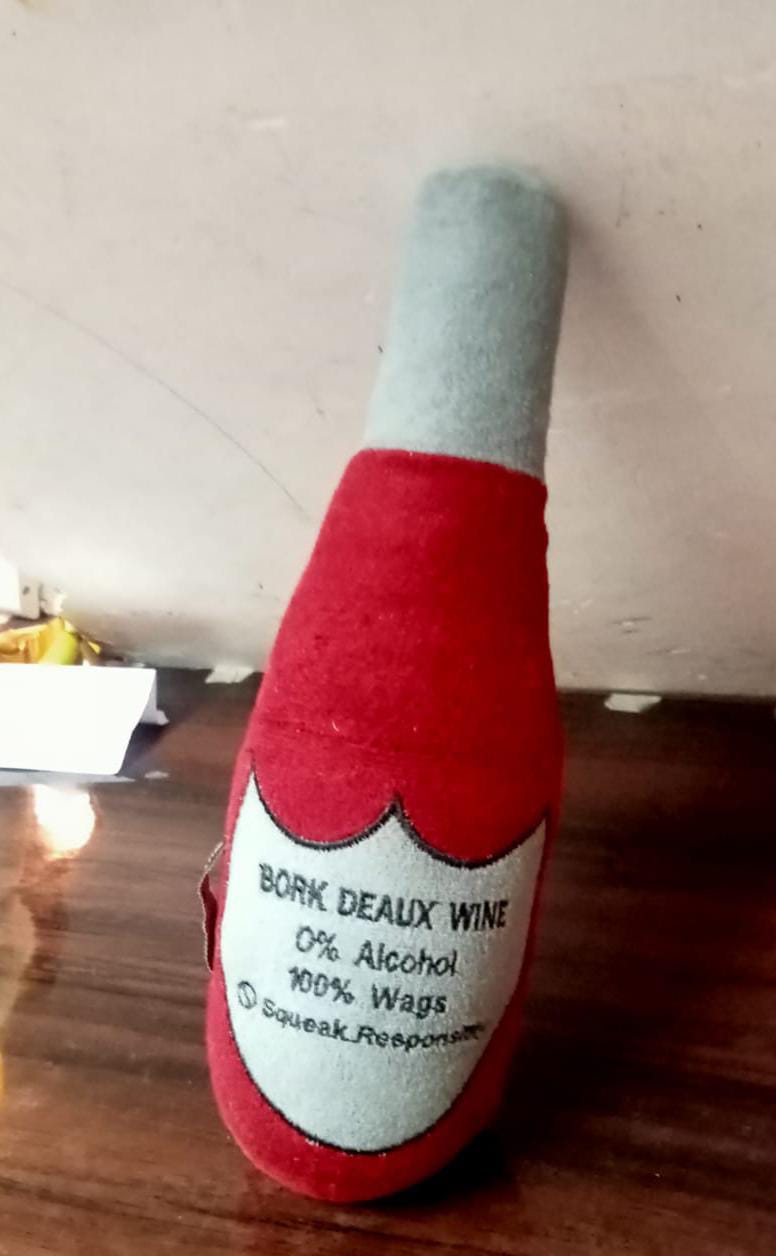 BORK DEAUX WINE
0% Alcohol
100% Wags
Squeak Responsibly